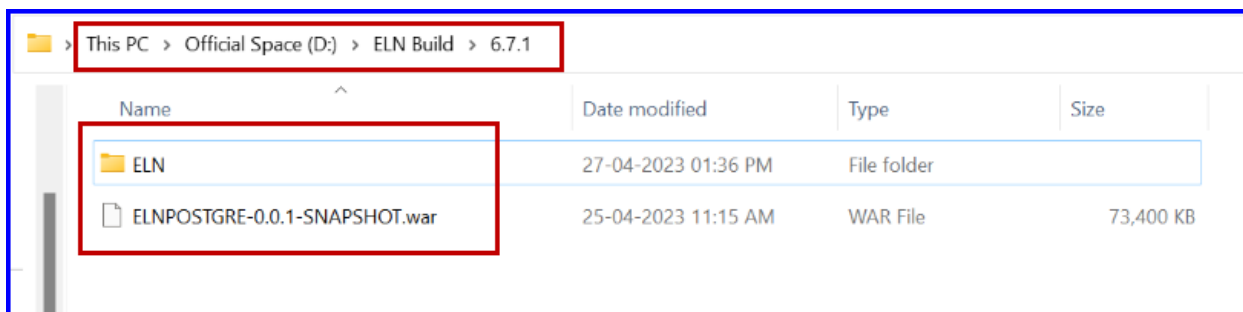 This PC > Official Space (D:) > ELN Build > 6.7.1
Name Date modified Type Size
ELN 27-04-2023 01:36 PM File folder
ELNPOSTGRE-0.0.1-SNAPSHOT.war 25-04-2023 11:15 AM WAR File 73,400 KB